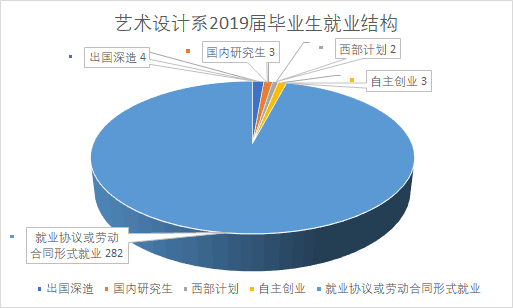 艺术设计系2019届毕业生就业结构
出国深造 4
国内研究生 3
西部计划 2
自主创业 3
就业协议或劳动
合同形式就业 282
出国深造 国内研究生 西部计划 自主创业 就业协议或劳动合同形式就业